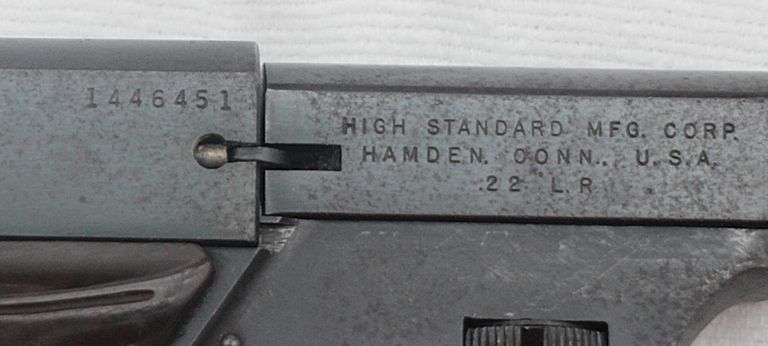 1446451
HIGH STANDARD MFG. CORP.
HAMDEN. CONN., U.S.A.
.22 L.R